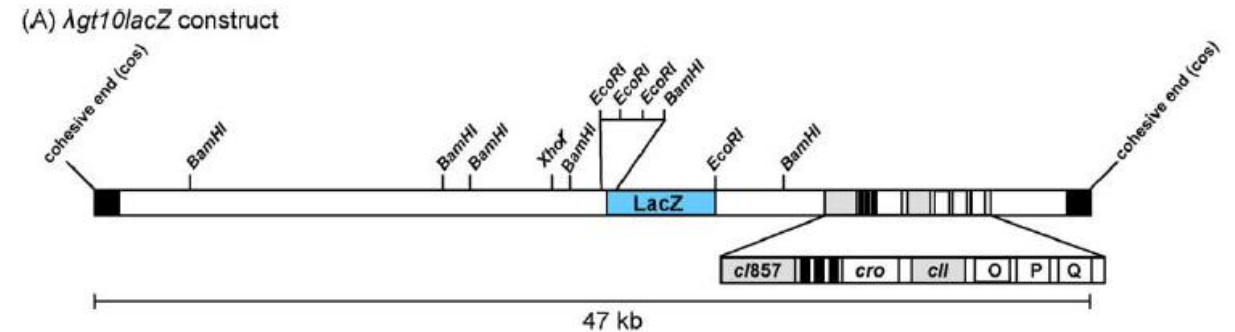 (A) λgt10lacZ construct
cohesive end (cos)
BamHI
BamHI
BamHI
XhoI
BamHI
EcoRI
EcoRI
EcoRI
BamHI
EcoRI
BamHI
cohesive end (cos)
LacZ
cI857
cro
cII
O
P
Q
47 kb